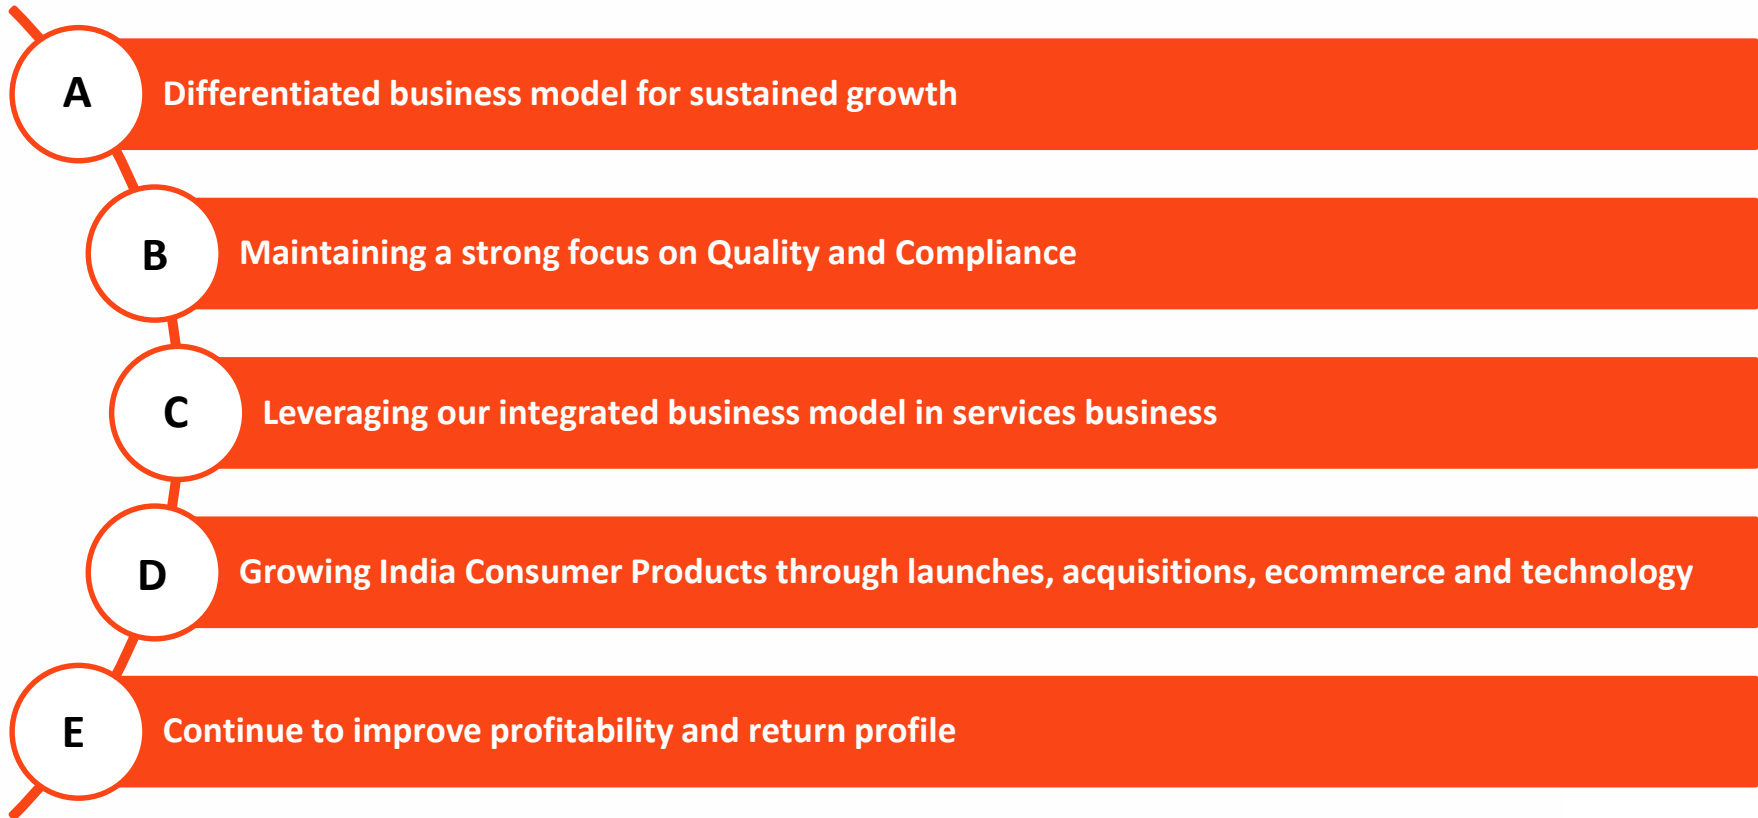 A
Differentiated business model for sustained growth
B
Maintaining a strong focus on Quality and Compliance
C
Leveraging our integrated business model in services business
D
Growing India Consumer Products through launches, acquisitions, ecommerce and technology
E
Continue to improve profitability and return profile